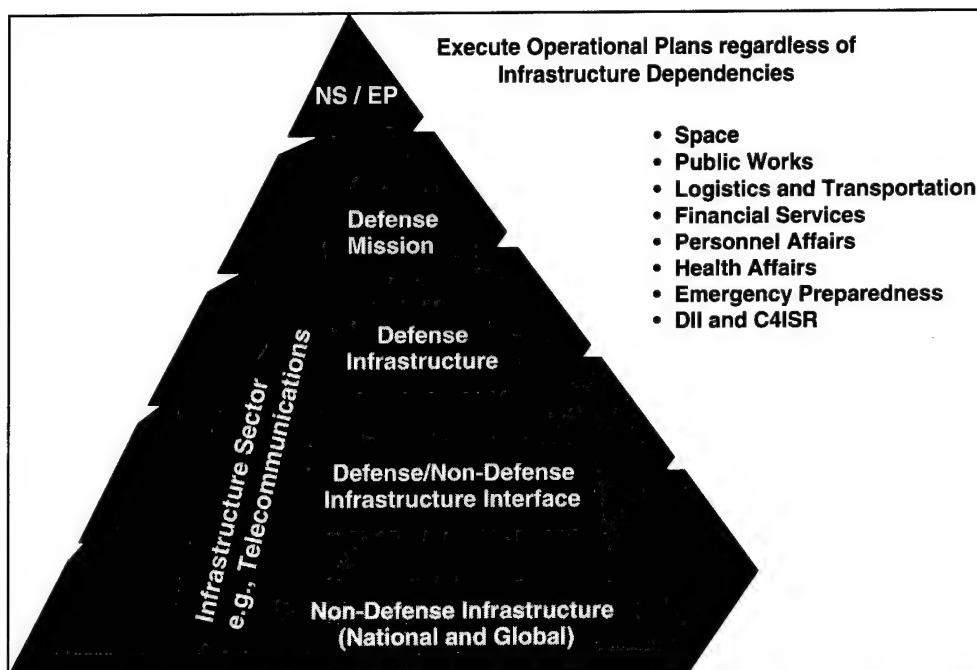 Execute Operational Plans regardless of
Infrastructure Dependencies
NS / EP
• Space
• Public Works
• Logistics and Transportation
• Financial Services
• Personnel Affairs
• Health Affairs
• Emergency Preparedness
• DII and C4ISR
Defense
Mission
Defense
Infrastructure
Infrastructure Sector
e.g., Telecommunications
Defense/Non-Defense
Infrastructure Interface
Non-Defense Infrastructure
(National and Global)